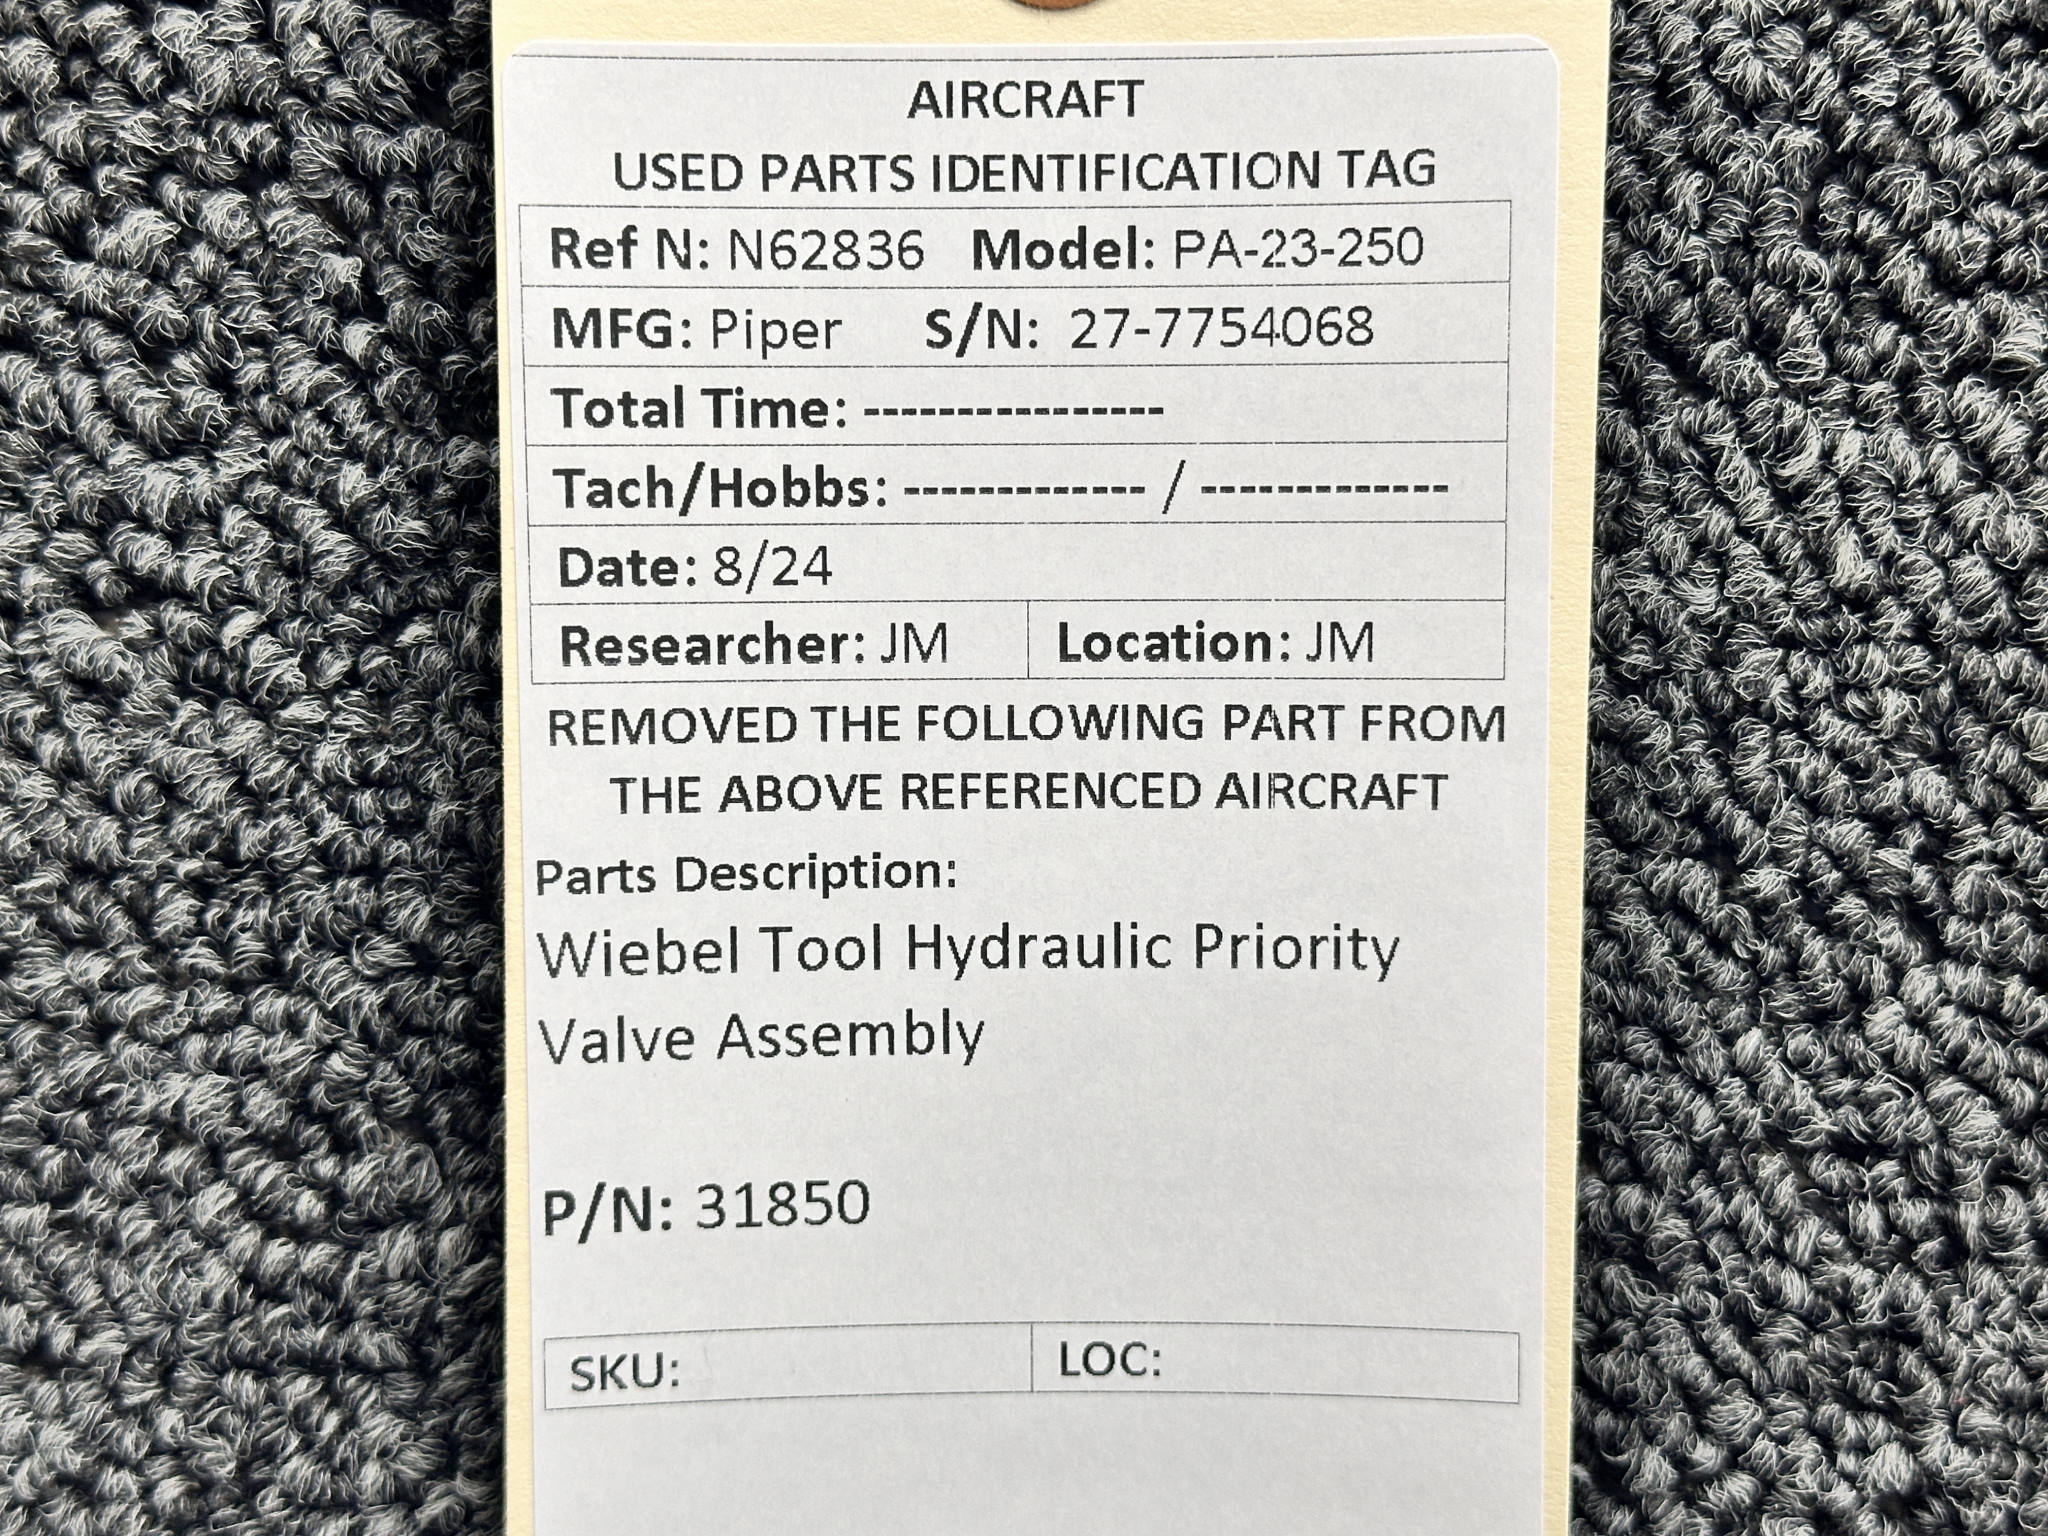 AIRCRAFT
USED PARTS IDENTIFICATION TAG
Ref N: N62836 Model: PA-23-250
MFG: Piper S/N: 27-7754068
Total Time: ----------------
Tach/Hobbs: ------------- / -------------
Date: 8/24
Researcher: JM Location: JM
REMOVED THE FOLLOWING PART FROM
THE ABOVE REFERENCED AIRCRAFT
Parts Description:
Wiebel Tool Hydraulic Priority
Valve Assembly
P/N: 31850
SKU: LOC: